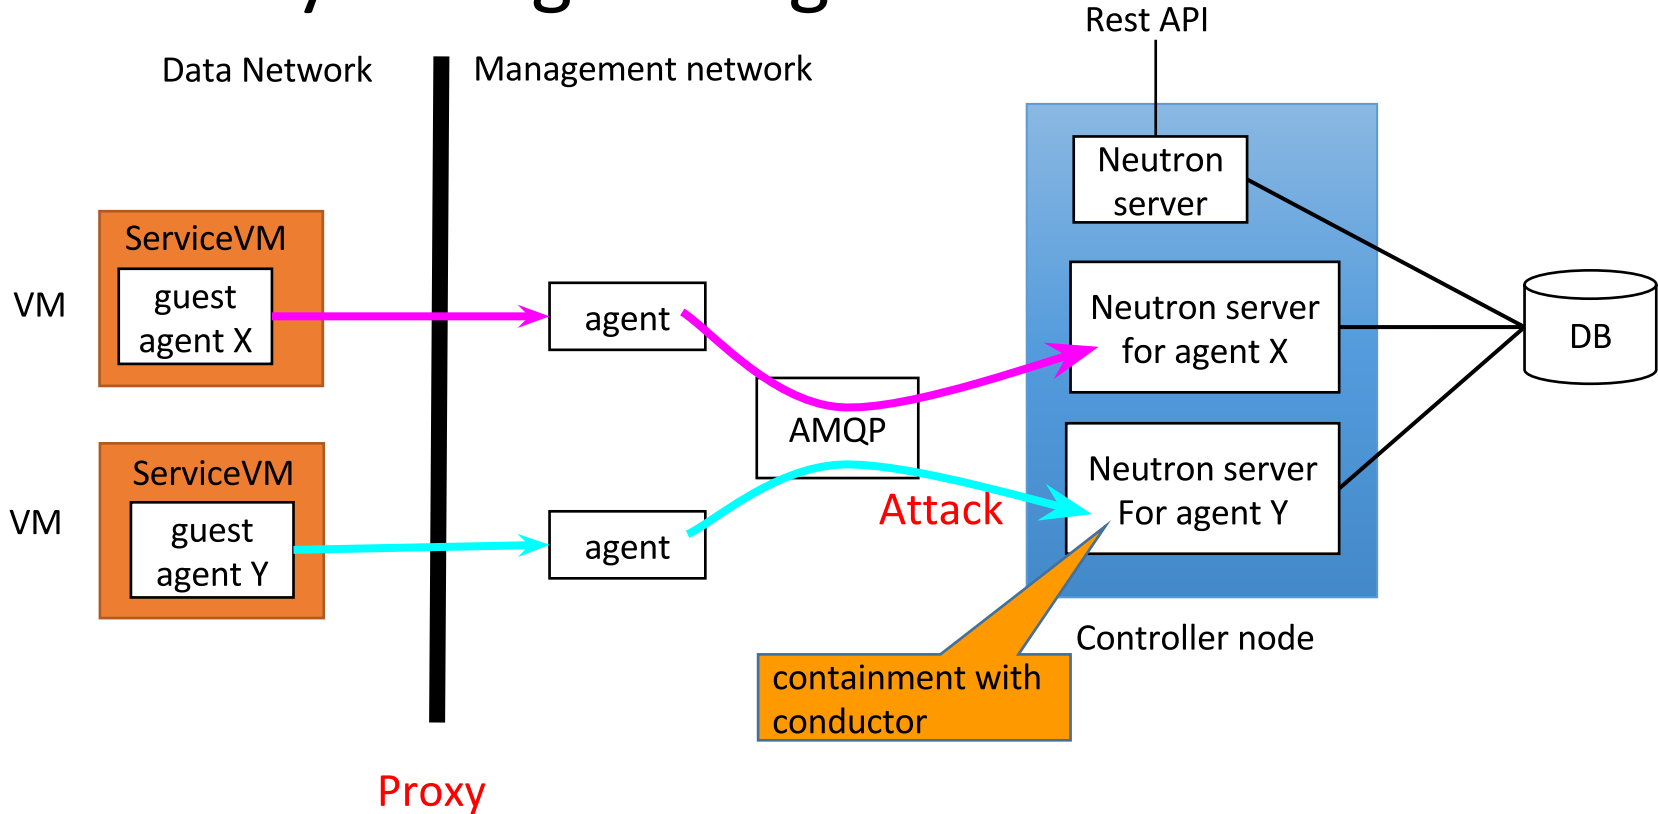 Rest API
Data Network
Management network
Neutron
server
ServiceVM
guest
agent X
VM
agent
Neutron server
for agent X
DB
AMQP
ServiceVM
guest
agent Y
VM
agent
Attack
Neutron server
For agent Y
Controller node
containment with
conductor
Proxy